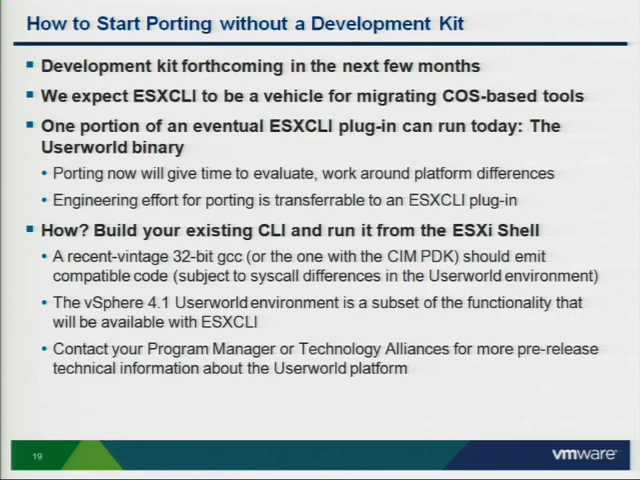 How to Start Porting without a Development Kit
Development kit forthcoming in the next few months
We expect ESXCLI to be a vehicle for migrating COS-based tools
One portion of an eventual ESXCLI plug-in can run today: The
Userworld binary
• Porting now will give time to evaluate, work around platform differences
• Engineering effort for porting is transferrable to an ESXCLI plug-in
How? Build your existing CLI and run it from the ESXi Shell
• A recent-vintage 32-bit gcc (or the one with the CIM PDK) should emit
compatible code (subject to syscall differences in the Userworld environment)
• The vSphere 4.1 Userworld environment is a subset of the functionality that
will be available with ESXCLI
• Contact your Program Manager or Technology Alliances for more pre-release
technical information about the Userworld platform
19
vmware